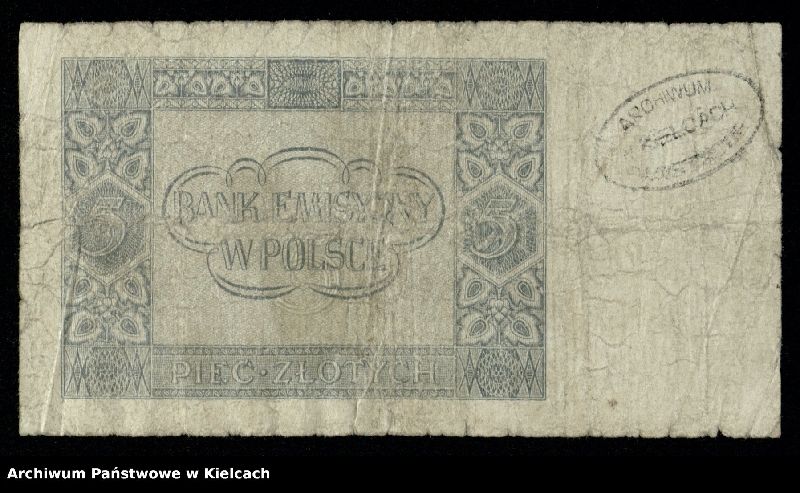 BANK EMISYJNY
W POLSCE
5
5
PIĘĆ · ZŁOTYCH
ARCHIWUM
KIELCACH
Archiwum Państwowe w Kielcach